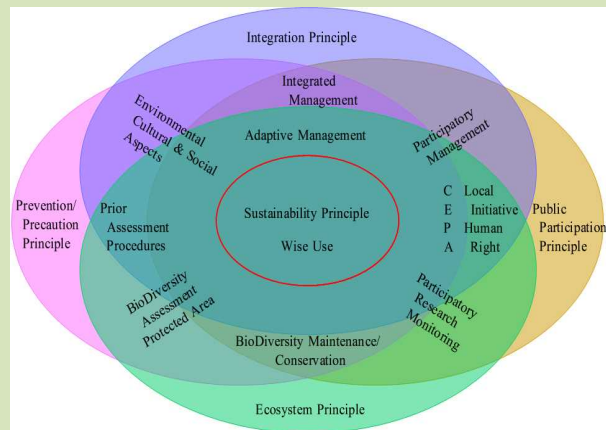 Integration Principle
Integrated
Management
Environmental
Cultural & Social
Aspects
Participatory
Management
Adaptive Management
Prevention/
Precaution
Principle
Prior
Assessment
Procedures
Sustainability Principle
Wise Use
C Local
E Initiative
P Human
A Right
Public
Participation
Principle
BioDiversity
Assessment
Protected Area
Participatory
Research
Monitoring
BioDiversity Maintenance/
Conservation
Ecosystem Principle